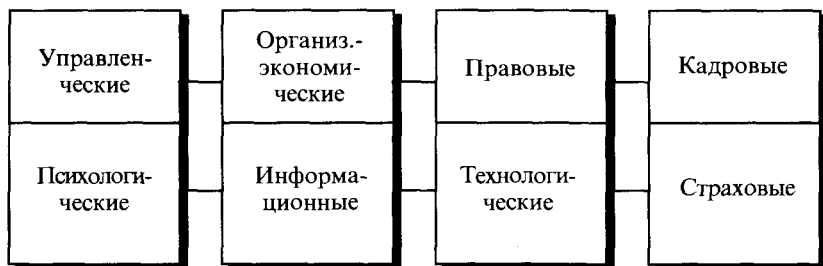 Управлен-
ческие
Организ.-
экономи-
ческие
Правовые
Кадровые
Психологи-
ческие
Информа-
ционные
Технологи-
ческие
Страховые